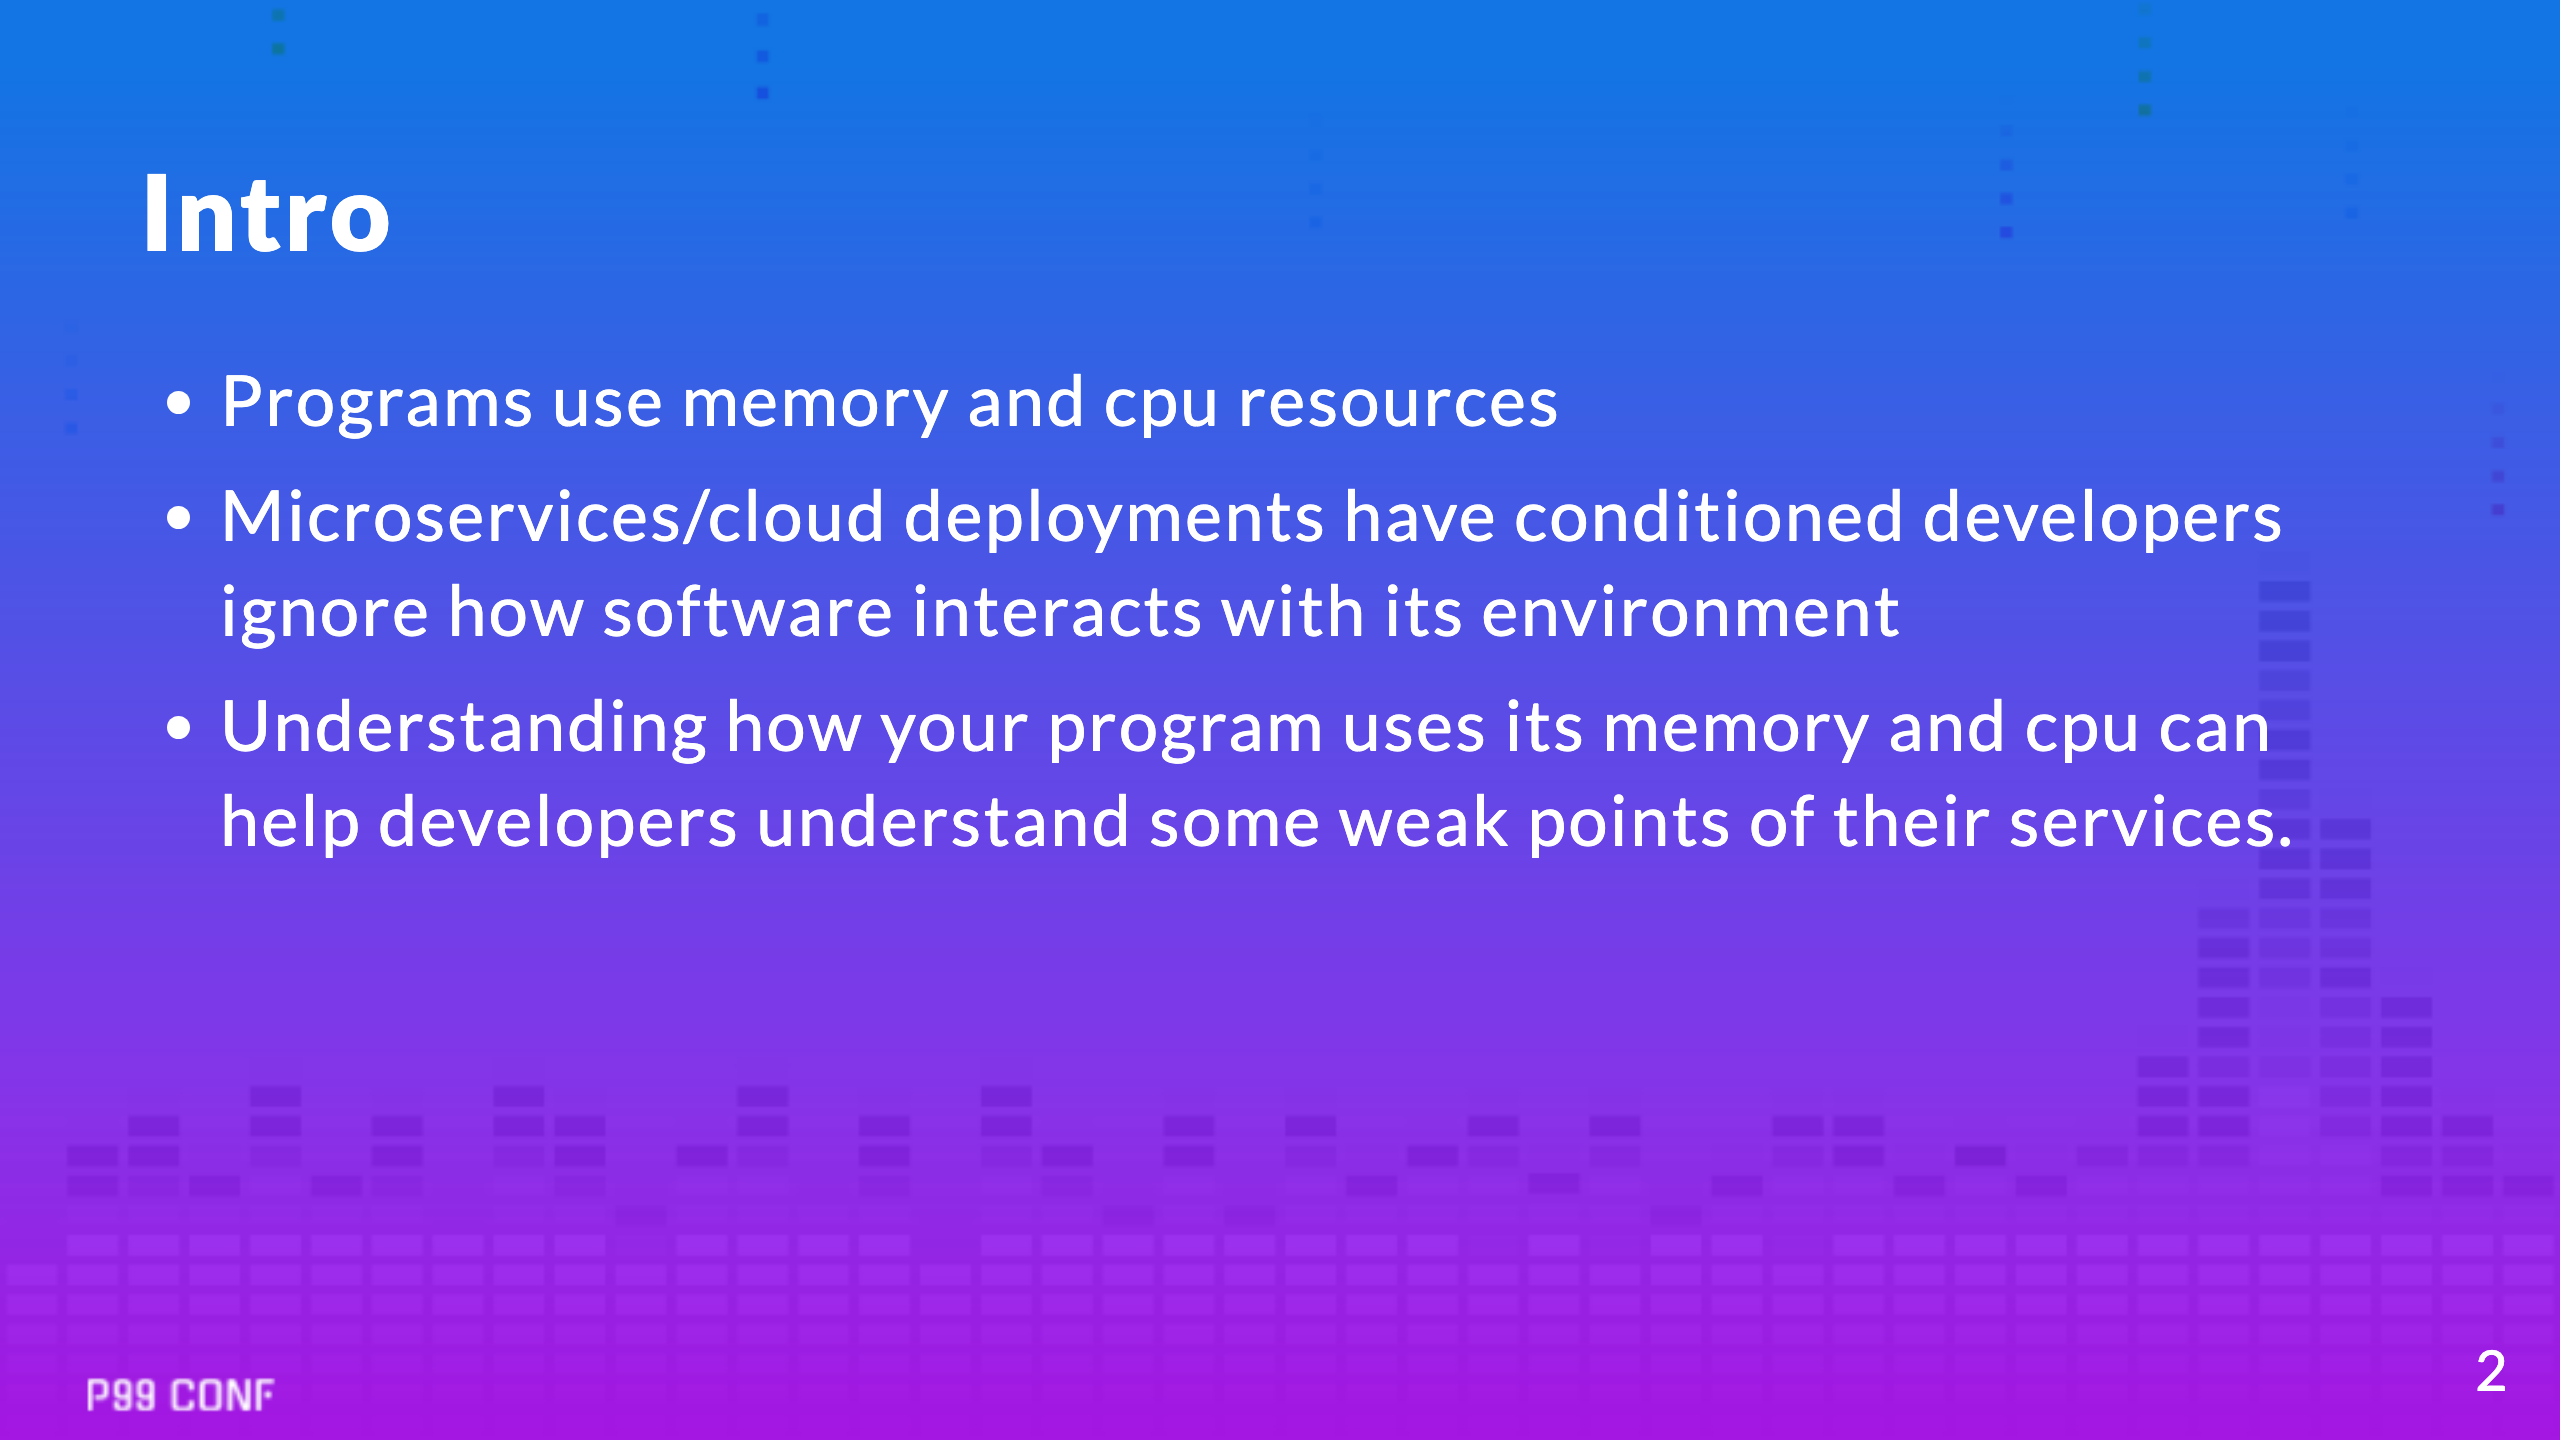 Intro
• Programs use memory and cpu resources
• Microservices/cloud deployments have conditioned developers
ignore how software interacts with its environment
• Understanding how your program uses its memory and cpu can
help developers understand some weak points of their services.
P99 CONF
2